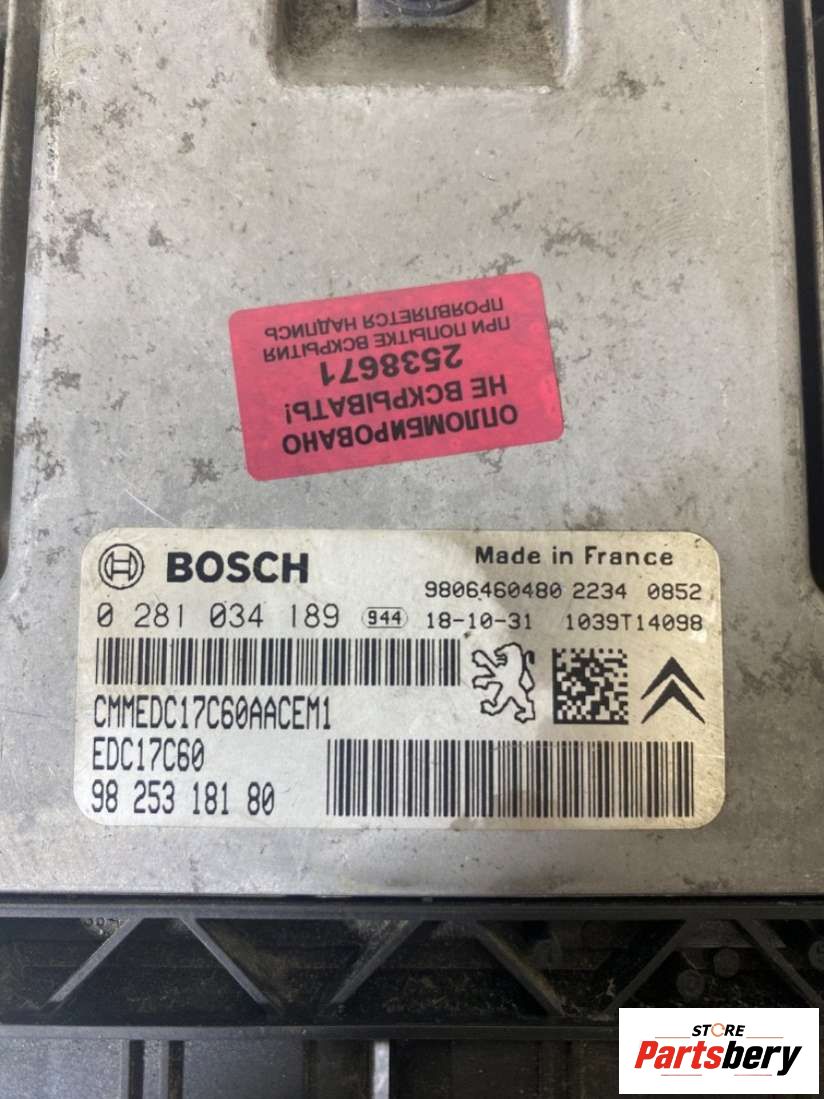 ОПЛОМБИРОВАНО
НЕ ВСКРЫВАТЬ!
2538671
ПРИ ПОПЫТКЕ ВСКРЫТИЯ
ПРОЯВЛЯЕТСЯ НАДПИСЬ
BOSCH
Made in France
9806460480 2234 0852
0 281 034 189 944 18-10-31 1039T14098
CMMEDC17C60AACEM1
EDC17C60
98 253 181 80
STORE
Partsbery